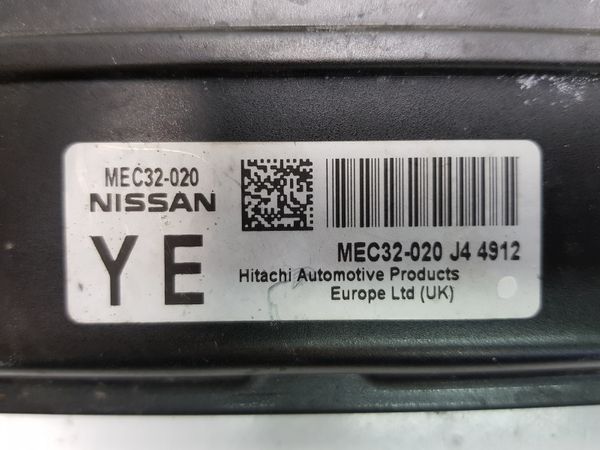 MEC32-020
NISSAN
YE
MEC32-020 J4 4912
Hitachi Automotive Products
Europe Ltd (UK)